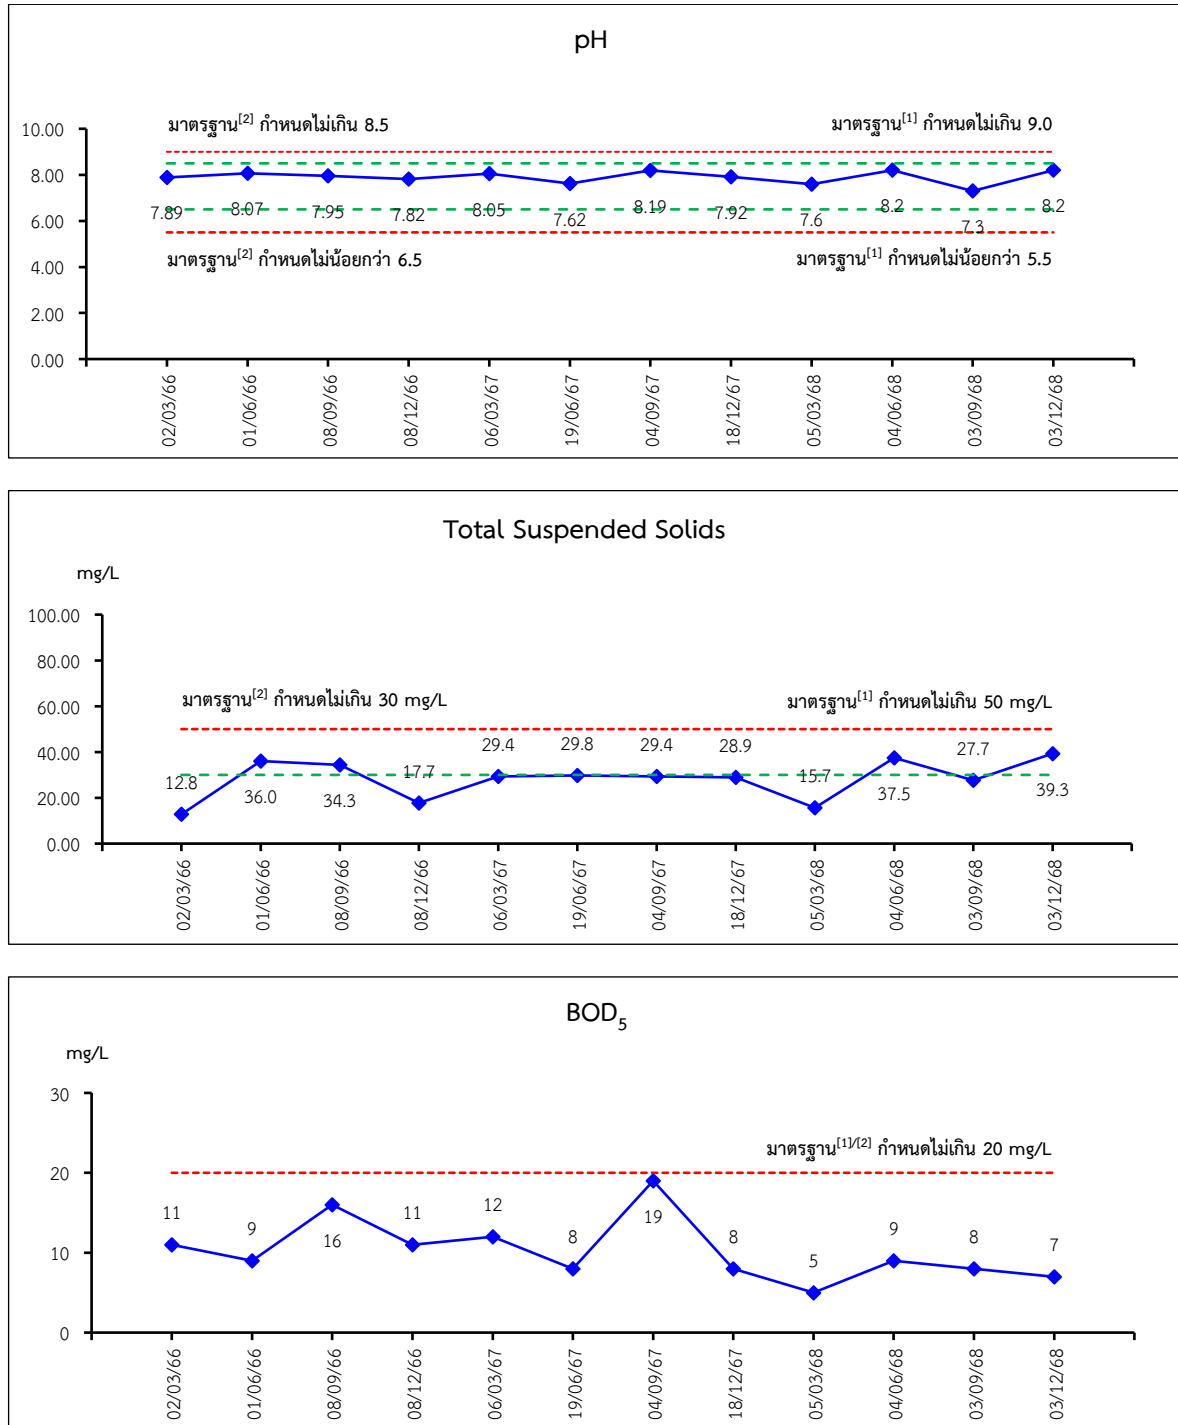 pH
มาตรฐาน[2] กำหนดไม่เกิน 8.5
มาตรฐาน[1] กำหนดไม่เกิน 9.0
10.00
8.00
6.00
4.00
2.00
0.00
7.89 8.07 7.95 7.82 8.05 7.62 8.19 7.92 7.6 8.2 7.3 8.2
มาตรฐาน[2] กำหนดไม่น้อยกว่า 6.5
มาตรฐาน[1] กำหนดไม่น้อยกว่า 5.5
02/03/66 01/06/66 08/09/66 08/12/66 06/03/67 19/06/67 04/09/67 18/12/67 05/03/68 04/06/68 03/09/68 03/12/68
Total Suspended Solids
mg/L
100.00
80.00
60.00
40.00
20.00
0.00
มาตรฐาน[2] กำหนดไม่เกิน 30 mg/L
มาตรฐาน[1] กำหนดไม่เกิน 50 mg/L
12.8 36.0 34.3 17.7 29.4 29.8 29.4 28.9 15.7 37.5 27.7 39.3
02/03/66 01/06/66 08/09/66 08/12/66 06/03/67 19/06/67 04/09/67 18/12/67 05/03/68 04/06/68 03/09/68 03/12/68
BOD5
mg/L
30
20
10
0
มาตรฐาน[1]/[2] กำหนดไม่เกิน 20 mg/L
11 9 16 11 12 8 19 8 5 9 8 7
02/03/66 01/06/66 08/09/66 08/12/66 06/03/67 19/06/67 04/09/67 18/12/67 05/03/68 04/06/68 03/09/68 03/12/68